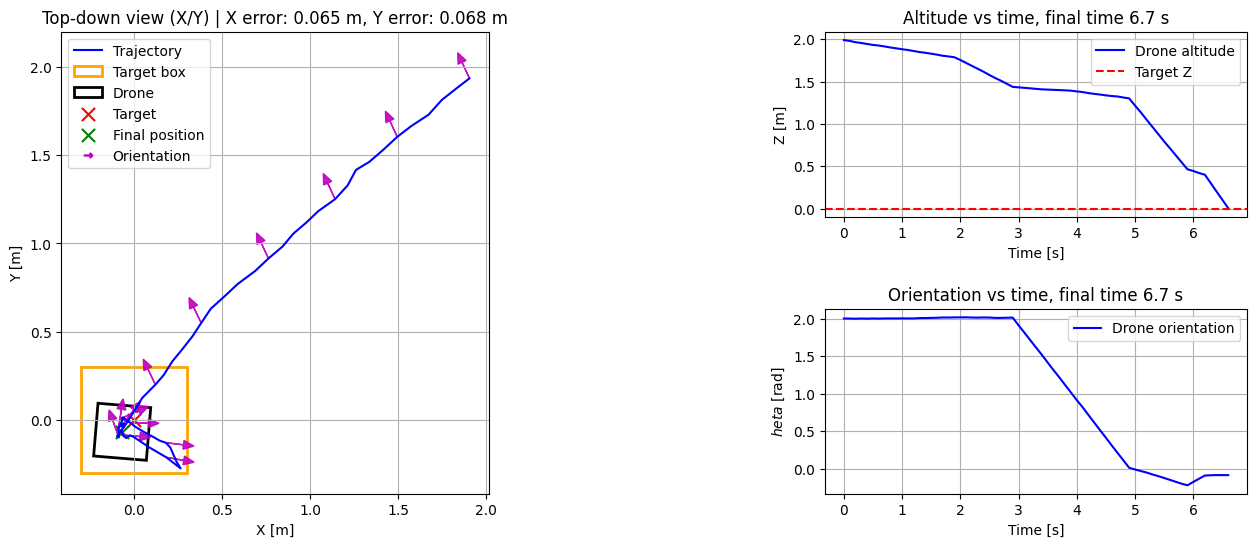 Top-down view (X/Y) | X error: 0.065 m, Y error: 0.068 m
Trajectory
Target box
Drone
Target
Final position
Orientation
2.0
1.5
1.0
0.5
0.0
Y [m]
0.0
0.5
1.0
1.5
2.0
X [m]
Altitude vs time, final time 6.7 s
Drone altitude
Target Z
2.0
1.5
1.0
0.5
0.0
Z [m]
0
1
2
3
4
5
6
Time [s]
Orientation vs time, final time 6.7 s
Drone orientation
2.0
1.5
1.0
0.5
0.0
heta [rad]
0
1
2
3
4
5
6
Time [s]